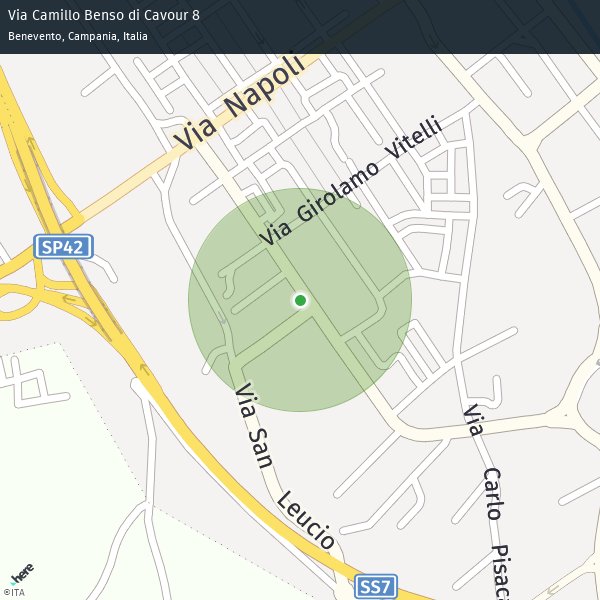 Via Camillo Benso di Cavour 8
Benevento, Campania, Italia
Via Napoli
Via Girolamo Vitelli
SP42
Via San Leucio
Via Carlo Pisaca
SS7
here
©ITA